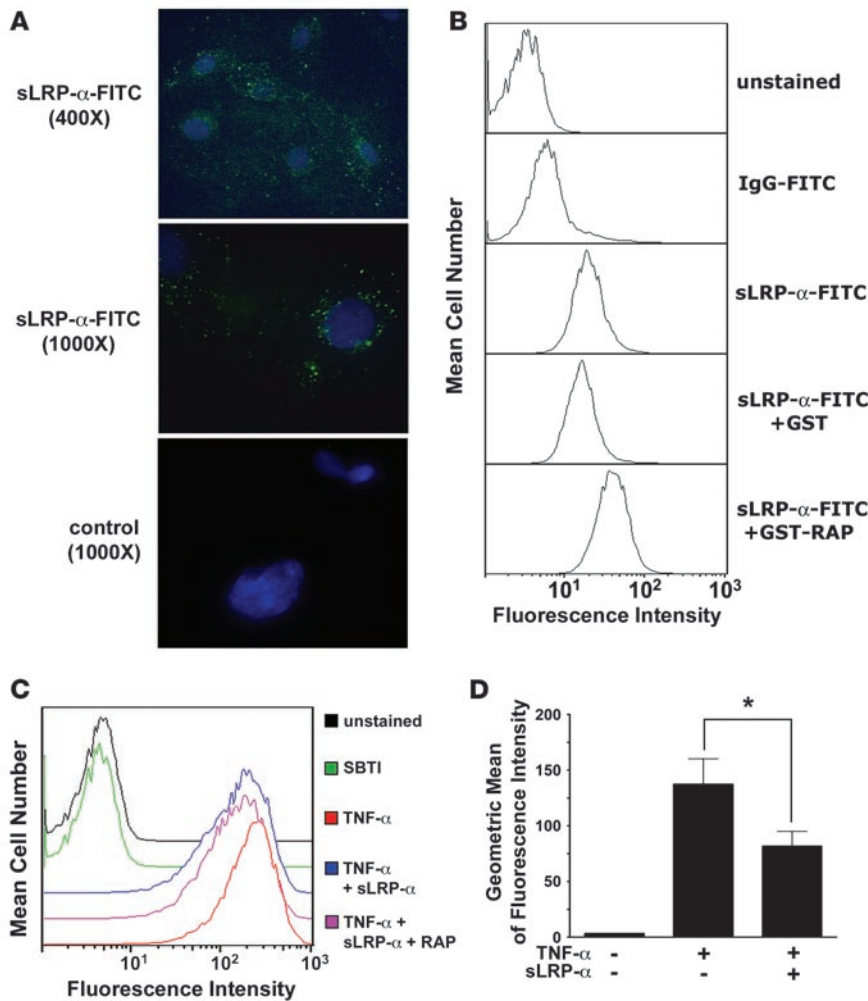 A
sLRP-α-FITC
(400X)
sLRP-α-FITC
(1000X)
control
(1000X)
B
Mean Cell Number
unstained
IgG-FITC
sLRP-α-FITC
sLRP-α-FITC
+GST
sLRP-α-FITC
+GST-RAP
10¹ 10² 10³
Fluorescence Intensity
C
Mean Cell Number
unstained
SBTI
TNF-α
TNF-α
+ sLRP-α
TNF-α +
sLRP-α + RAP
10¹ 10² 10³
Fluorescence Intensity
D
Geometric Mean
of Fluorescence Intensity
200
150
100
75
50
25
0
*
TNF-α - + +
sLRP-α - - +